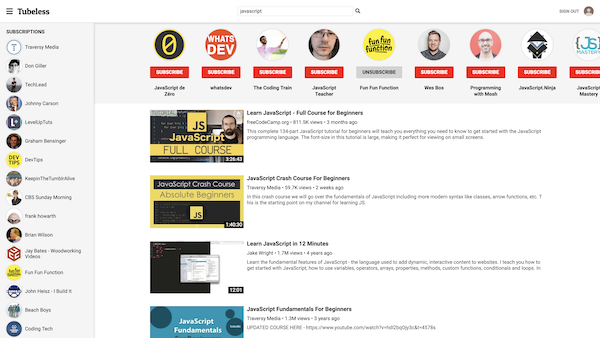 Tubeless
javascript
SIGN OUT
SUBSCRIPTIONS
Traversy Media
Don Giller
TechLead
Johnny Carson
LevelUpTuts
Graham Bensinger
DEV
TIPS
DevTips
KeepinTheTumblrAlive
CBS Sunday Morning
frank howarth
Brian Wilson
Jay Bates - Woodworking
Videos
Fun Fun Function
John Heisz - I Build It
Beach Boys
Coding Tech
WHATS
DEV
fun fun
function
JS
MASTERY
SUBSCRIBE
SUBSCRIBE
SUBSCRIBE
SUBSCRIBE
UNSUBSCRIBE
SUBSCRIBE
SUBSCRIBE
SUBSCRIBE
SUBSCRIBE
JavaScript de
Zéro
whatsdev
The Coding Train
JavaScript
Teacher
Fun Fun Function
Wes Bos
Programming
with Mosh
JavaScript.Ninja
JavaScript
Mastery
JS
JavaScript
FULL COURSE
3:26:43
Learn JavaScript - Full Course for Beginners
freeCodeCamp.org • 811.5K views • 3 months ago
This complete 134-part JavaScript tutorial for beginners will teach you everything you need to know to get started with the JavaScript
programming language. The font-size in this tutorial is large, making it perfect for viewing on small screens.
JavaScript Crash Course
Absolute Beginners
1:40:30
JavaScript Crash Course For Beginners
Traversy Media • 59.7K views • 2 weeks ago
In this crash course we will go over the fundamentals of JavaScript including more modern syntax like classes, arrow functions, etc. T
his is the starting point on my channel for learning JS.
12:01
Learn JavaScript in 12 Minutes
Jake Wright • 1.7M views • 4 years ago
Learn the fundamental features of JavaScript - the language used to add dynamic, interactive content to websites. I teach you how to
get started with JavaScript, how to use variables, operators, arrays, properties, methods, custom functions, conditionals and loops. In
JavaScript
Fundamentals
JavaScript Fundamentals For Beginners
Traversy Media • 1.3M views • 3 years ago
UPDATED COURSE HERE - https://www.youtube.com/watch?v=hdI2bqOjy3c&t=4578s